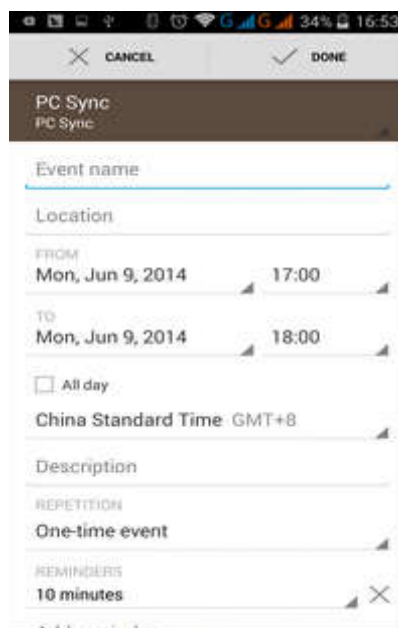 G G 34% 16:53
CANCEL DONE
PC Sync
PC Sync
Event name
Location
FROM
Mon, Jun 9, 2014 17:00
TO
Mon, Jun 9, 2014 18:00
All day
China Standard Time GMT+8
Description
REPETITION
One-time event
REMINDERS
10 minutes